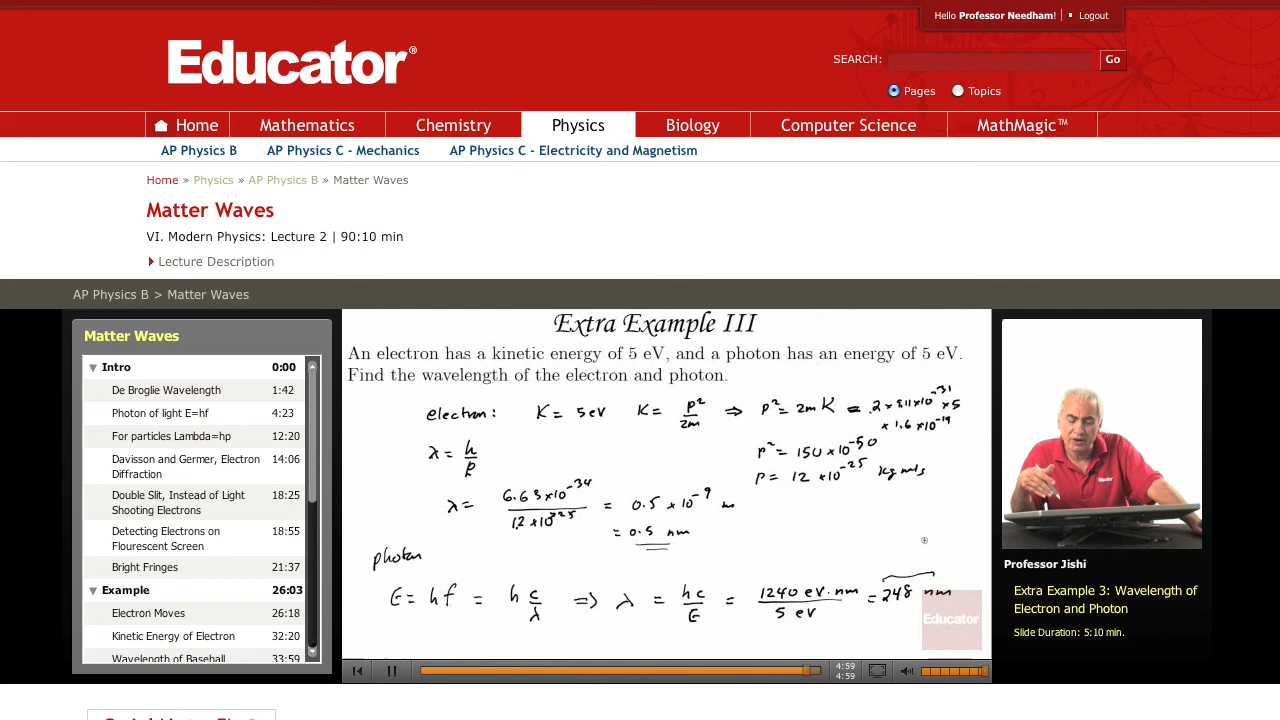 Hello Professor Needham! Logout
Educator®
SEARCH: Go
Pages Topics
Home Mathematics Chemistry Physics Biology Computer Science MathMagic™
AP Physics B AP Physics C - Mechanics AP Physics C - Electricity and Magnetism
Home » Physics » AP Physics B » Matter Waves
Matter Waves
VI. Modern Physics: Lecture 2 | 90:10 min
Lecture Description
AP Physics B > Matter Waves
Matter Waves
Intro 0:00
De Broglie Wavelength 1:42
Photon of light E=hf 4:23
For particles Lambda=hp 12:20
Davisson and Germer, Electron 14:06
Diffraction
Double Slit, Instead of Light 18:25
Shooting Electrons
Detecting Electrons on 18:55
Flourescent Screen
Bright Fringes 21:37
Example 26:03
Electron Moves 26:18
Kinetic Energy of Electron 32:20
Wavelength of Baseball 33:59
Extra Example III
An electron has a kinetic energy of 5 eV, and a photon has an energy of 5 eV.
Find the wavelength of the electron and photon.
electron: K = 5 eV K = p²/2m ⇒ p² = 2mK = 2 × 9.11×10⁻³¹ × 5
× 1.6 × 10⁻¹⁹
λ = h/p p² = 150 × 10⁻⁵⁰
p = 12 × 10⁻²⁵ kg m/s
λ = 6.63×10⁻³⁴ / 12×10⁻²⁵ = 0.5 × 10⁻⁹ m
= 0.5 nm
photon
E = hf = h c/λ ⇒ λ = hc/E = 1240 eV·nm / 5 eV = 248 nm
Educator
4:59
4:59
Professor Jishi
Extra Example 3: Wavelength of
Electron and Photon
Slide Duration: 5:10 min.